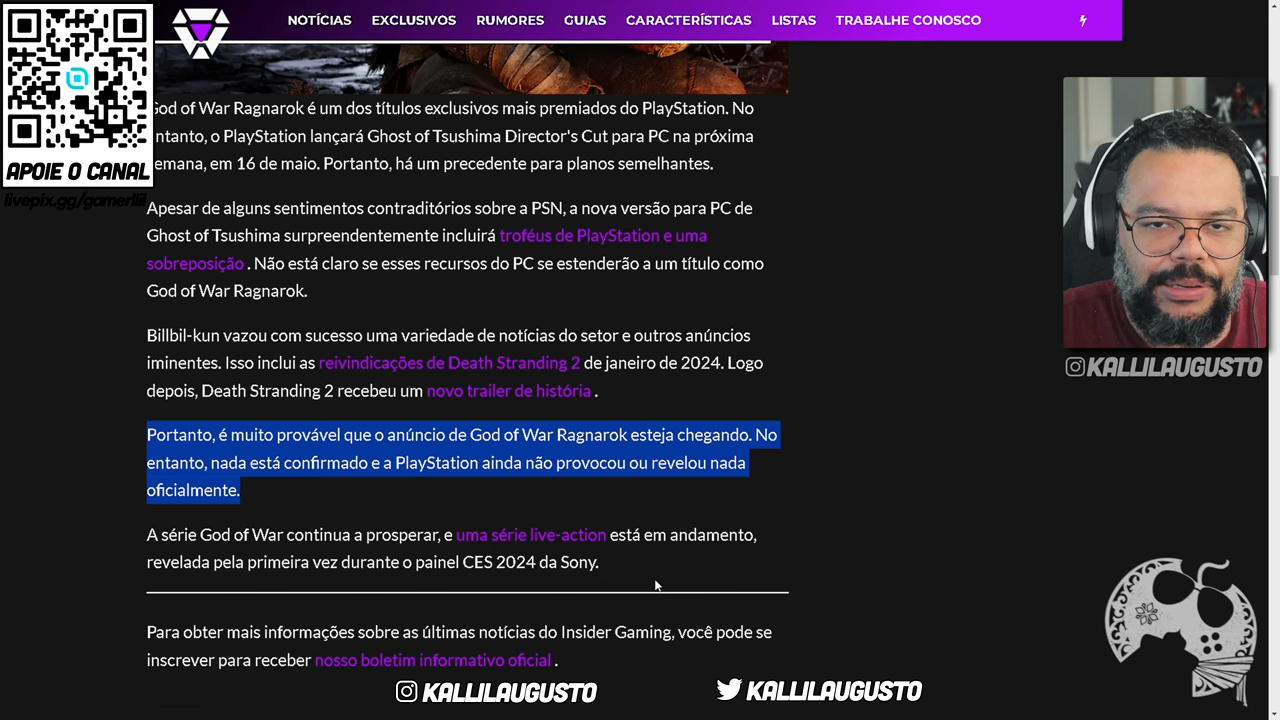 NOTÍCIAS EXCLUSIVOS RUMORES GUIAS CARACTERÍSTICAS LISTAS TRABALHE CONOSCO
APOIE O CANAL
livepix.gg/gamerliii
God of War Ragnarok é um dos títulos exclusivos mais premiados do PlayStation. No
entanto, o PlayStation lançará Ghost of Tsushima Director's Cut para PC na próxima
semana, em 16 de maio. Portanto, há um precedente para planos semelhantes.
Apesar de alguns sentimentos contraditórios sobre a PSN, a nova versão para PC de
Ghost of Tsushima surpreendentemente incluirá troféus de PlayStation e uma
sobreposição . Não está claro se esses recursos do PC se estenderão a um título como
God of War Ragnarok.
Billbil-kun vazou com sucesso uma variedade de notícias do setor e outros anúncios
iminentes. Isso inclui as reivindicações de Death Stranding 2 de janeiro de 2024. Logo
depois, Death Stranding 2 recebeu um novo trailer de história .
Portanto, é muito provável que o anúncio de God of War Ragnarok esteja chegando. No
entanto, nada está confirmado e a PlayStation ainda não provocou ou revelou nada
oficialmente.
A série God of War continua a prosperar, e uma série live-action está em andamento,
revelada pela primeira vez durante o painel CES 2024 da Sony.
Para obter mais informações sobre as últimas notícias do Insider Gaming, você pode se
inscrever para receber nosso boletim informativo oficial .
KALLILAUGUSTO
KALLILAUGUSTO
KALLILAUGUSTO